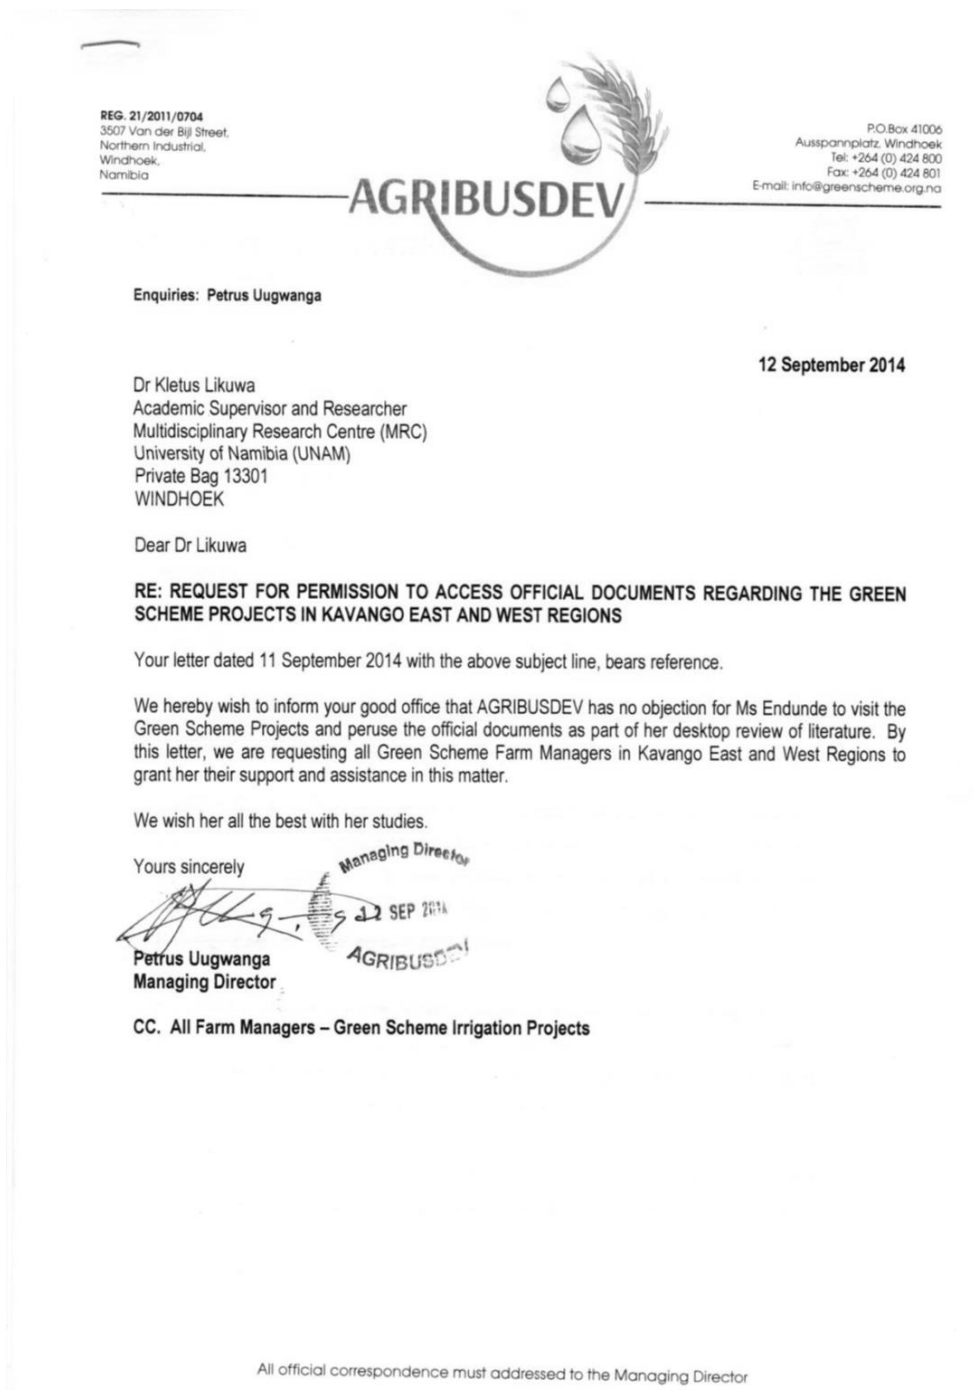 REG. 21/2011/0704
3507 Van der Bijl Street,
Northern Industrial,
Windhoek,
Namibia
P.O.Box 41006
Ausspannplatz, Windhoek
Tel: +264 (0) 424 800
Fax: +264 (0) 424 801
E-mail: info@greenscheme.org.na
AGRIBUSDEV
Enquiries: Petrus Uugwanga
12 September 2014
Dr Kletus Likuwa
Academic Supervisor and Researcher
Multidisciplinary Research Centre (MRC)
University of Namibia (UNAM)
Private Bag 13301
WINDHOEK
Dear Dr Likuwa
RE: REQUEST FOR PERMISSION TO ACCESS OFFICIAL DOCUMENTS REGARDING THE GREEN
SCHEME PROJECTS IN KAVANGO EAST AND WEST REGIONS
Your letter dated 11 September 2014 with the above subject line, bears reference.
We hereby wish to inform your good office that AGRIBUSDEV has no objection for Ms Endunde to visit the
Green Scheme Projects and peruse the official documents as part of her desktop review of literature. By
this letter, we are requesting all Green Scheme Farm Managers in Kavango East and West Regions to
grant her their support and assistance in this matter.
We wish her all the best with her studies.
Yours sincerely
Managing Director
12 SEP 2014
AGRIBUSDEV
Petrus Uugwanga
Managing Director
CC. All Farm Managers – Green Scheme Irrigation Projects
All official correspondence must addressed to the Managing Director